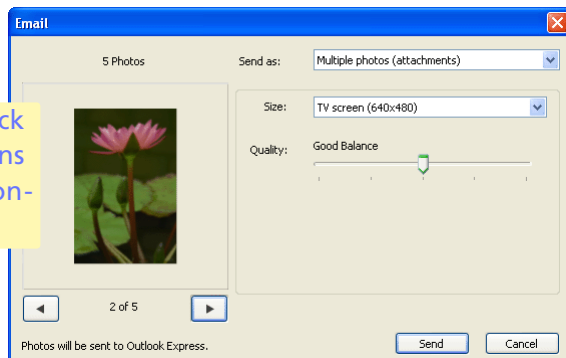 Email
5 Photos
Send as: Multiple photos (attachments)
Size: TV screen (640x480)
Quality: Good Balance
2 of 5
Photos will be sent to Outlook Express.
Send Cancel